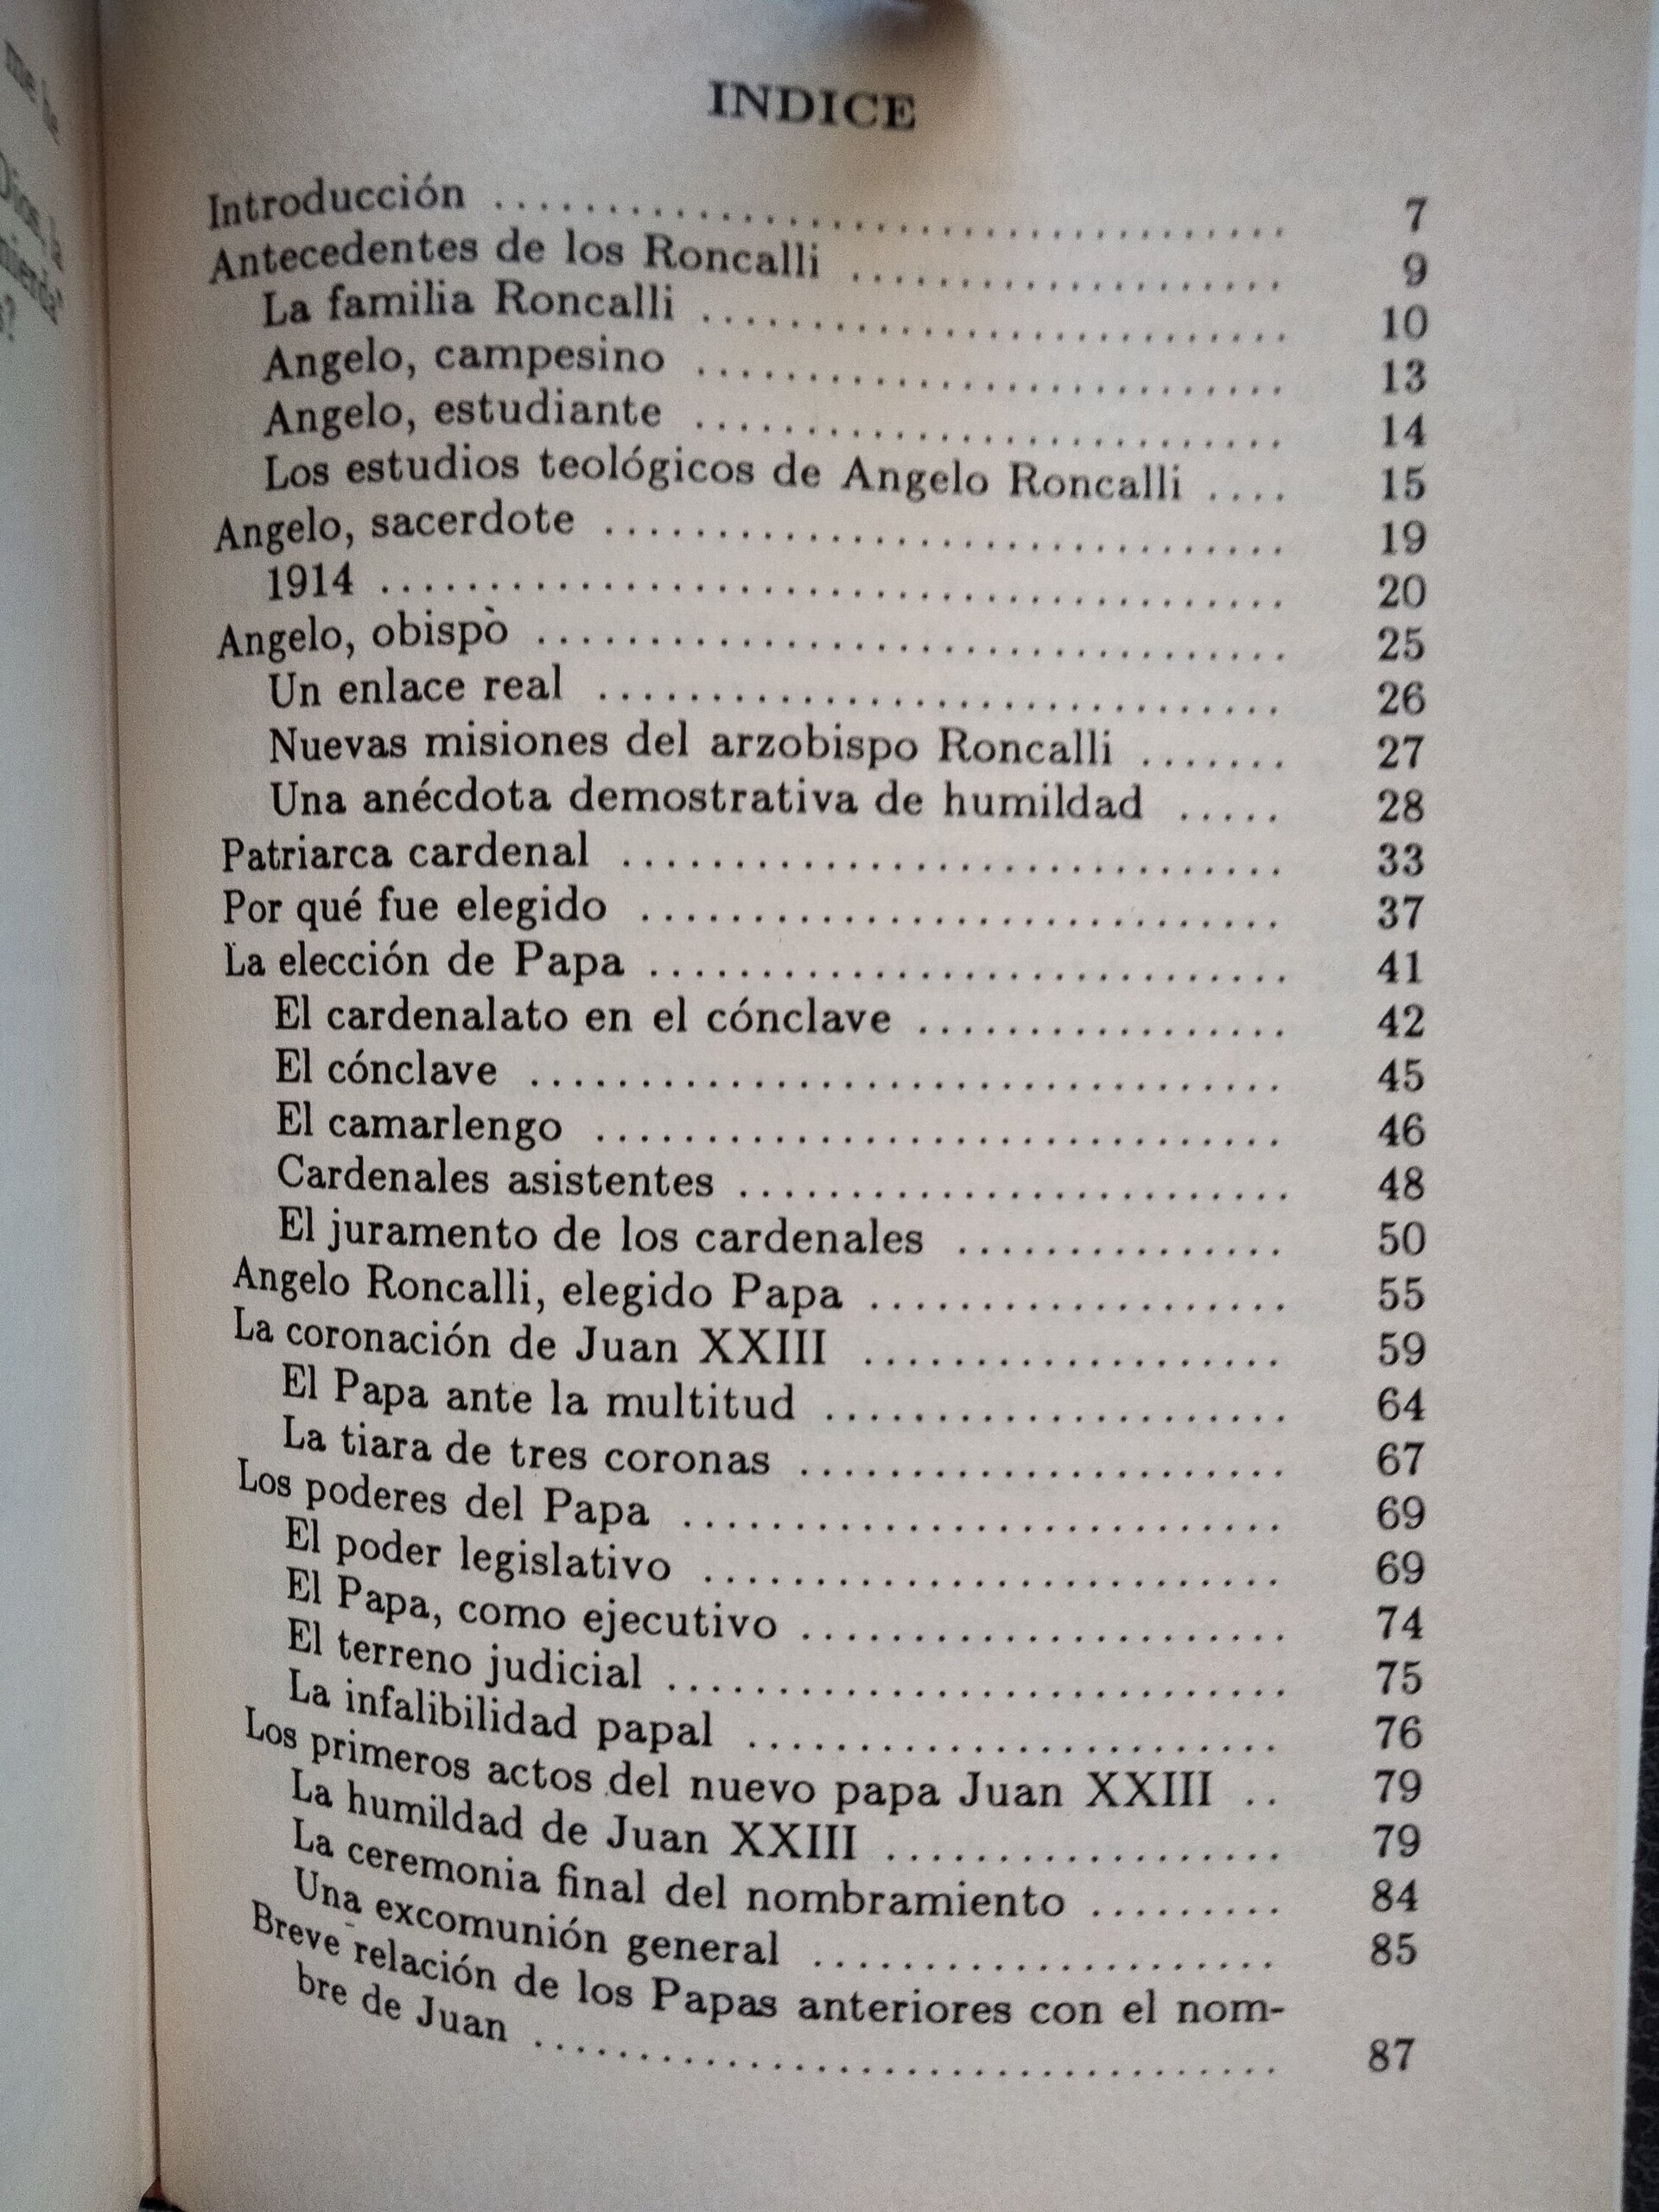 INDICE
Introducción ........................ 7
Antecedentes de los Roncalli ........................ 9
La familia Roncalli ........................ 10
Angelo, campesino ........................ 13
Angelo, estudiante ........................ 14
Los estudios teológicos de Angelo Roncalli .... 15
Angelo, sacerdote ........................ 19
1914 ........................ 20
Angelo, obispo ........................ 25
Un enlace real ........................ 26
Nuevas misiones del arzobispo Roncalli ....... 27
Una anécdota demostrativa de humildad ..... 28
Patriarca cardenal ........................ 33
Por qué fue elegido ........................ 37
La elección de Papa ........................ 41
El cardenalato en el cónclave ................. 42
El cónclave ........................ 45
El camarlengo ........................ 46
Cardenales asistentes ........................ 48
El juramento de los cardenales ............... 50
Angelo Roncalli, elegido Papa ................... 55
La coronación de Juan XXIII ................... 59
El Papa ante la multitud ..................... 64
La tiara de tres coronas ...................... 67
Los poderes del Papa ........................ 69
El poder legislativo ........................ 69
El Papa, como ejecutivo ...................... 74
El terreno judicial ........................ 75
La infalibilidad papal ........................ 76
Los primeros actos del nuevo papa Juan XXIII .. 79
La humildad de Juan XXIII .................. 79
La ceremonia final del nombramiento ......... 84
Una excomunión general ..................... 85
Breve relación de los Papas anteriores con el nom-
bre de Juan ........................ 87